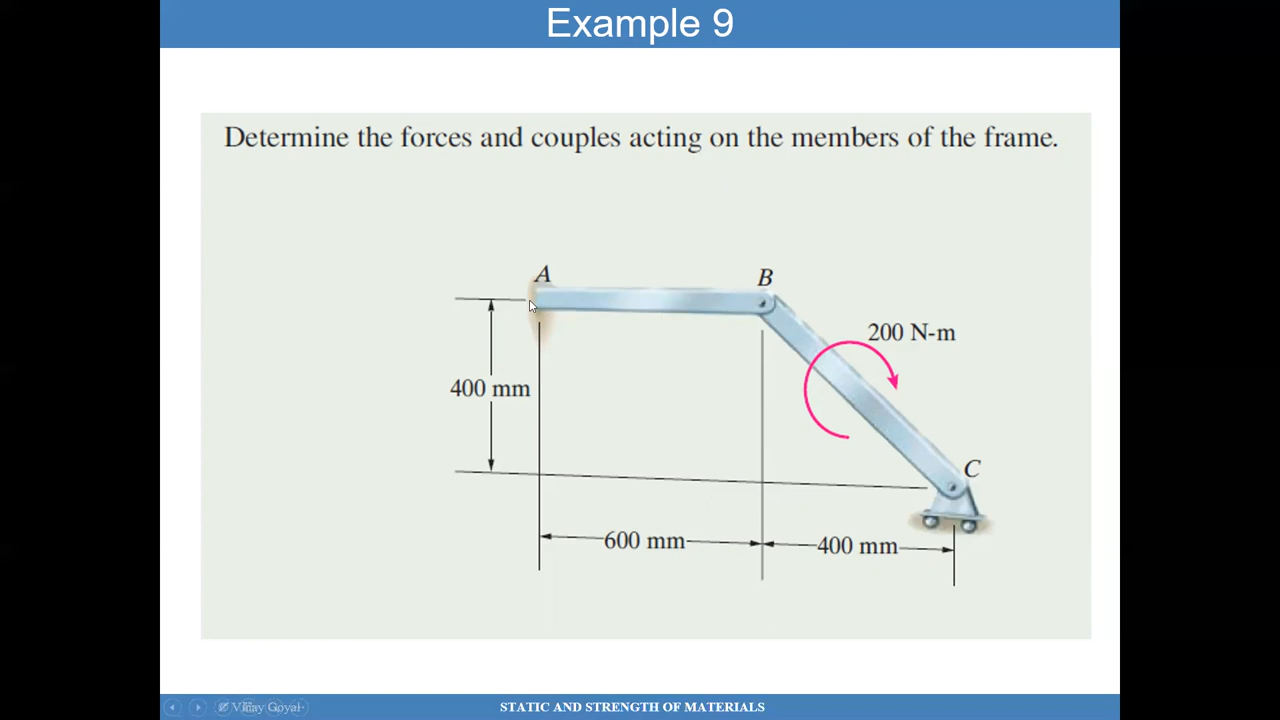 Example 9
Determine the forces and couples acting on the members of the frame.
A
B
200 N-m
400 mm
C
600 mm
400 mm
Vijay Goyal
STATIC AND STRENGTH OF MATERIALS